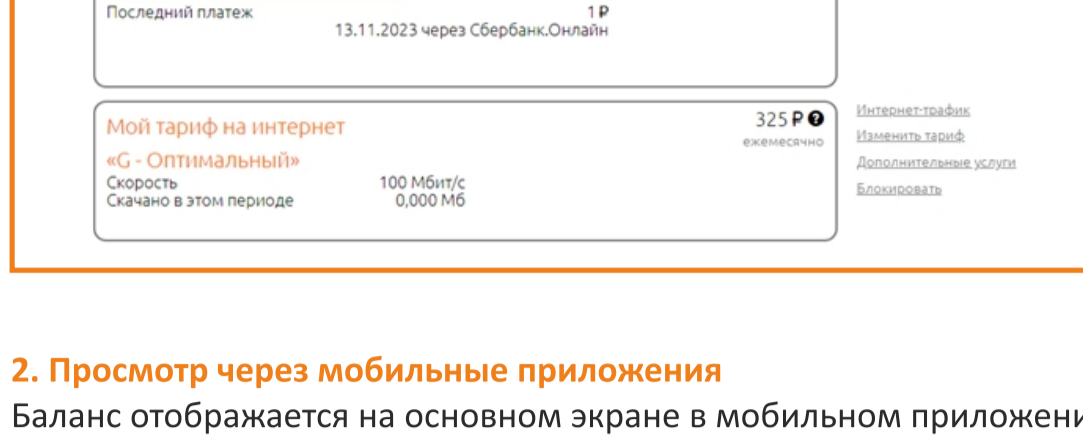 Последний платеж 1 ₽
13.11.2023 через Сбербанк.Онлайн
Мой тариф на интернет 325 ₽ ?
ежемесячно
«G - Оптимальный»
Скорость 100 Мбит/с
Скачано в этом периоде 0,000 Мб
Интернет-трафик
Изменить тариф
Дополнительные услуги
Блокировать
2. Просмотр через мобильные приложения
Баланс отображается на основном экране в мобильном приложени